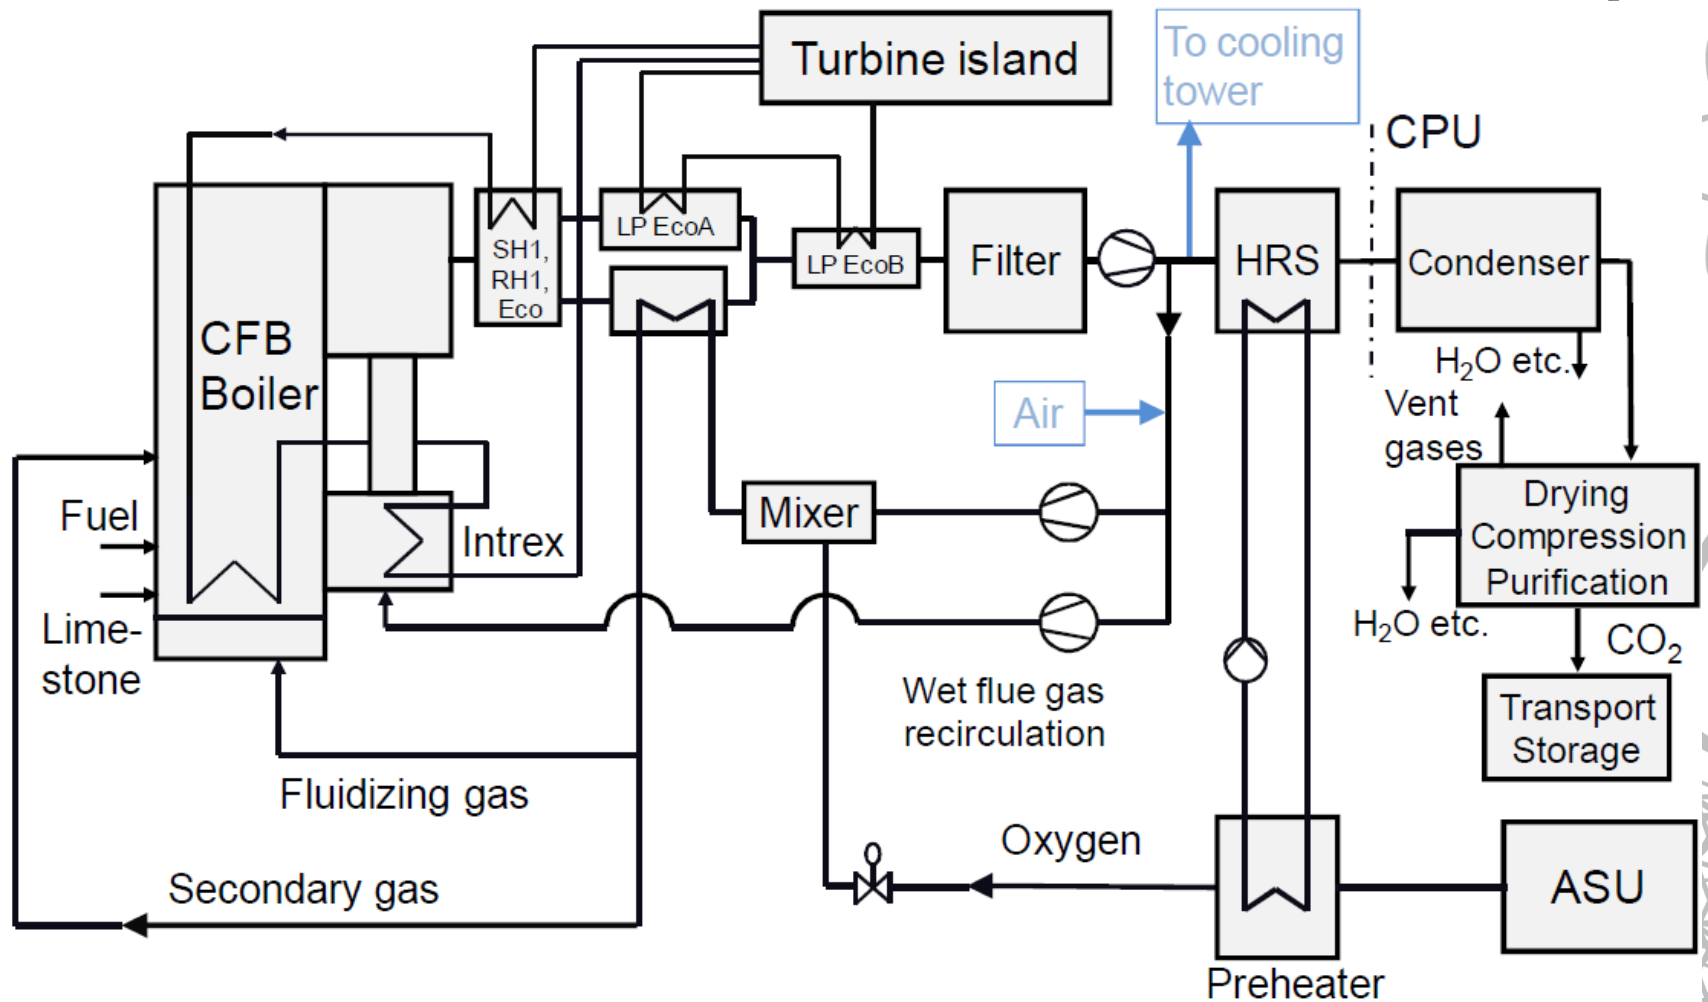 Turbine island
To cooling
tower
CPU
SH1,
RH1,
Eco
LP EcoA
LP EcoB
Filter
HRS
Condenser
CFB
Boiler
H₂O etc.
Vent
gases
Air
Mixer
Intrex
Fuel
Lime-
stone
Drying
Compression
Purification
H₂O etc.
CO₂
Transport
Storage
Wet flue gas
recirculation
Fluidizing gas
Secondary gas
Oxygen
Preheater
ASU